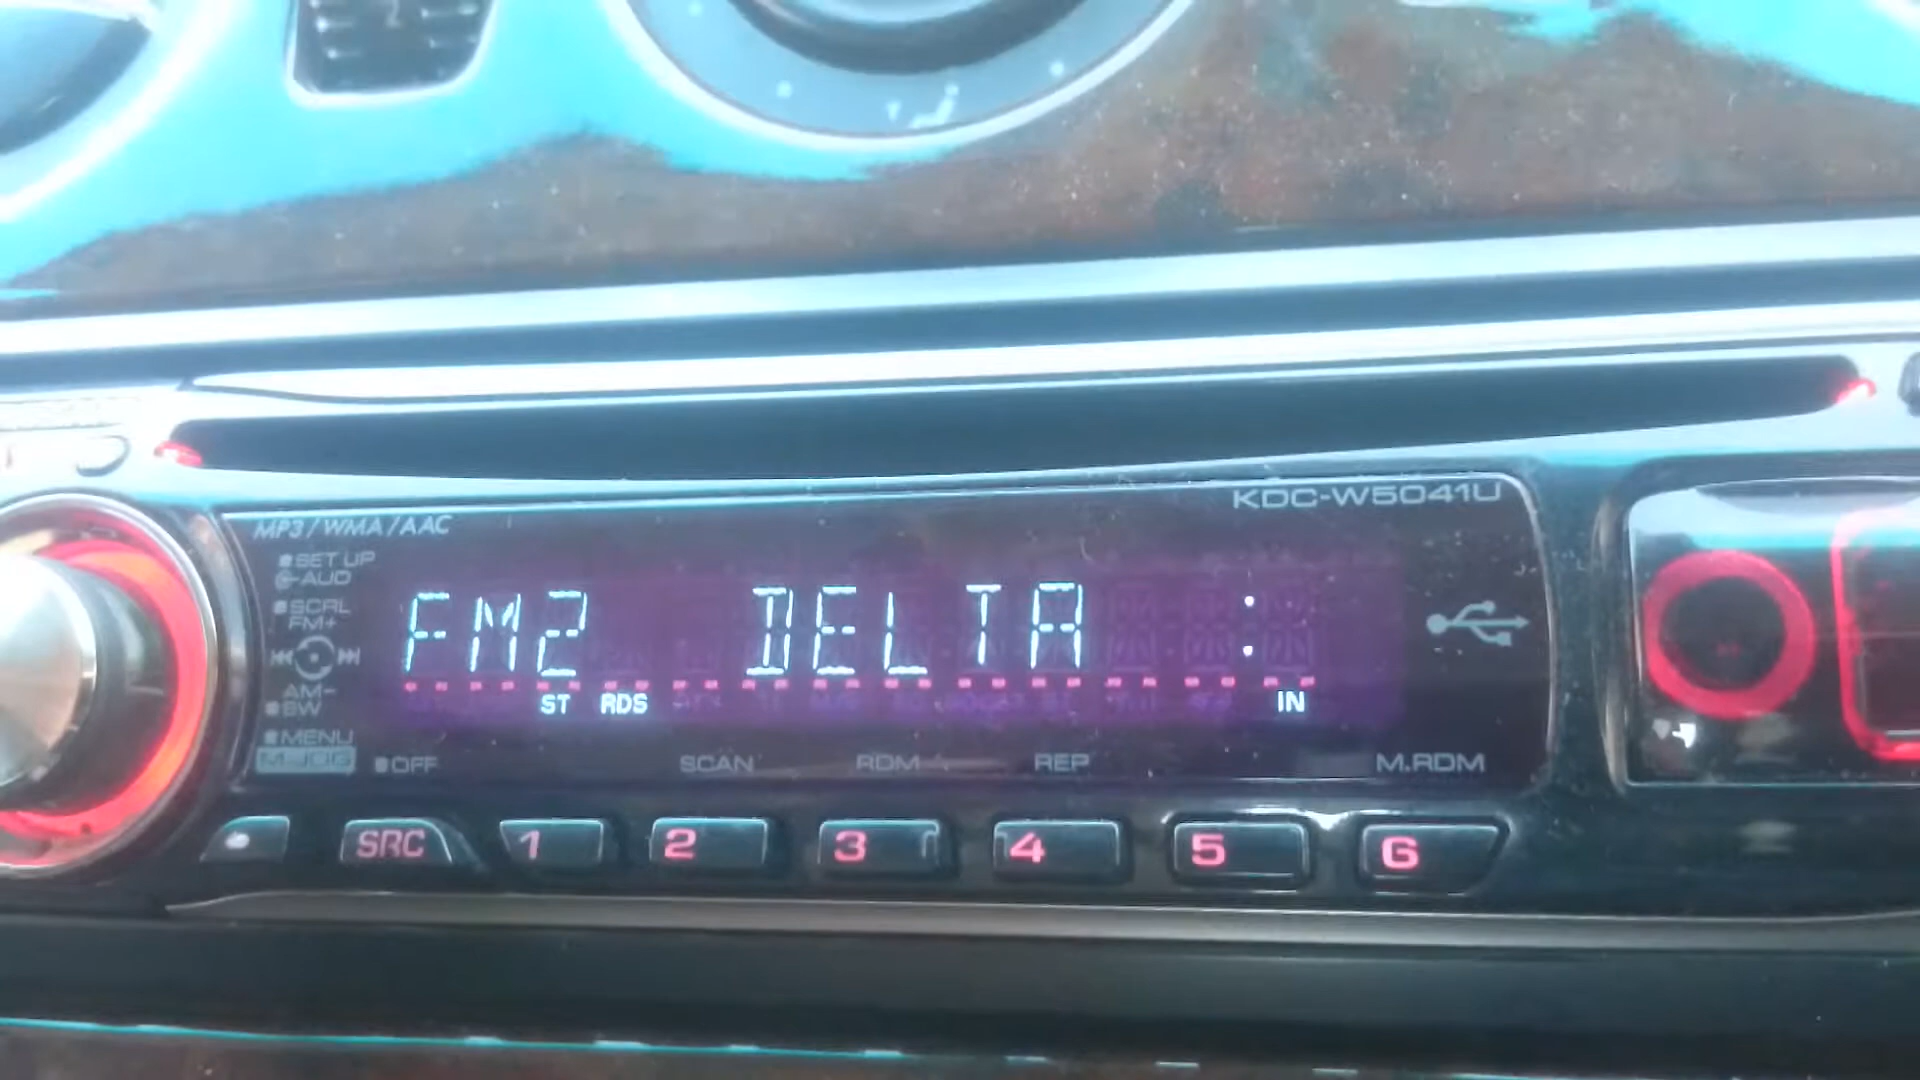 KDC-W5041U
MP3/WMA/AAC
SET UP
AUD
SCRL
FM+
AM-
SW
MENU
M-JOG
FM2 DELTA :
ST RDS IN
OFF SCAN RDM REP M.RDM
SRC 1 2 3 4 5 6